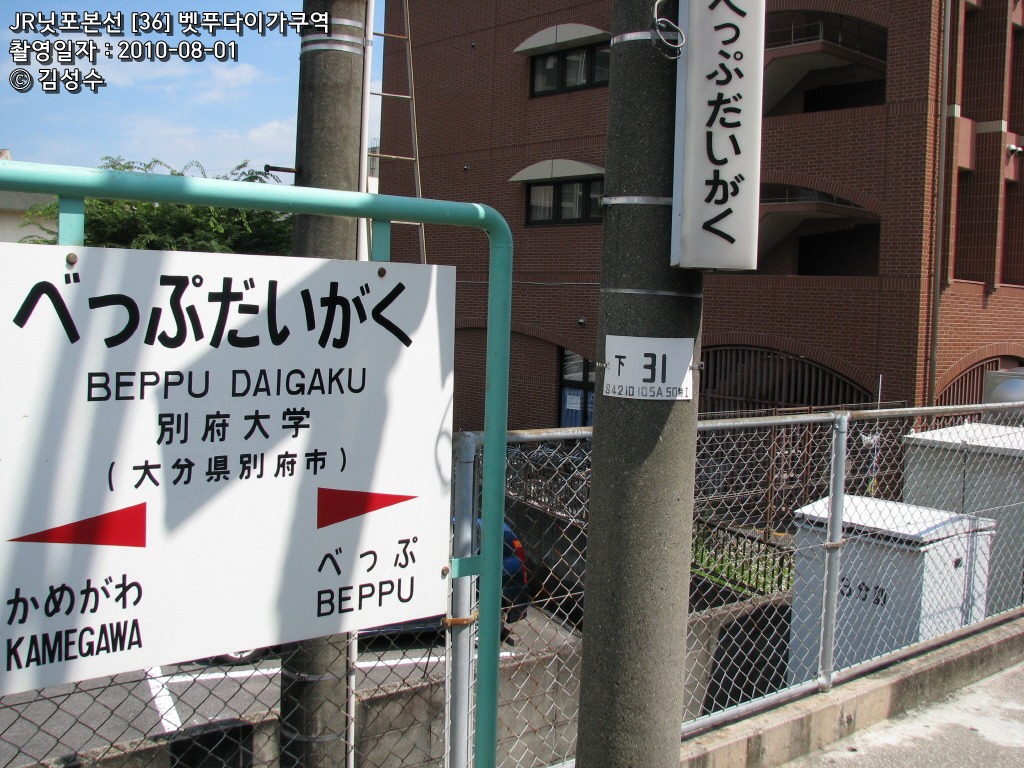 JR닛포본선 [36] 벳푸다이가쿠역
촬영일자 : 2010-08-01
ⓒ 김성수
べっぷだいがく
BEPPU DAIGAKU
別府大学
(大分県別府市)
かめがわ
KAMEGAWA
べっぷ
BEPPU
べっぷだいがく
下 31